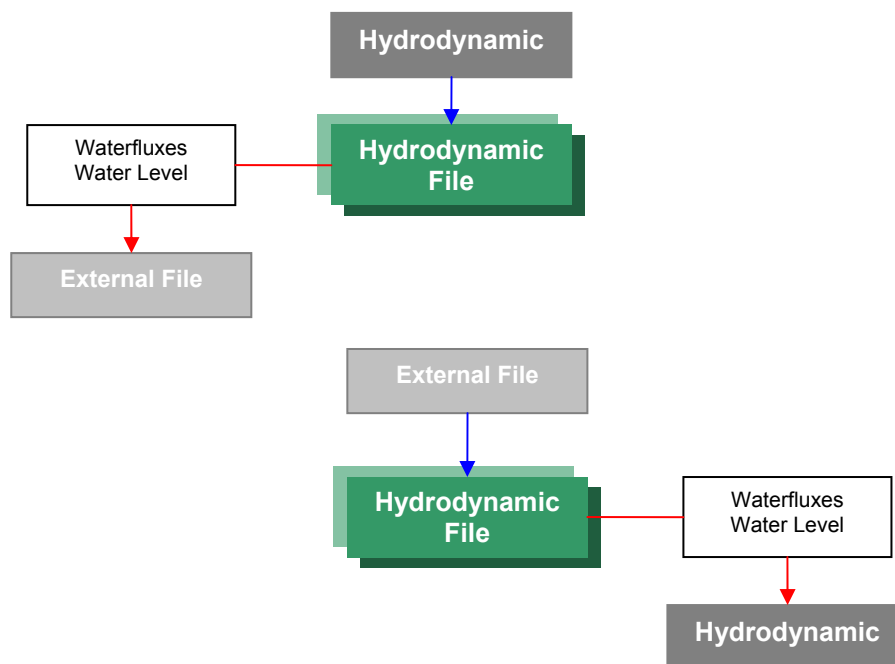 Hydrodynamic
Hydrodynamic
File
Waterfluxes
Water Level
External File
External File
Hydrodynamic
File
Waterfluxes
Water Level
Hydrodynamic